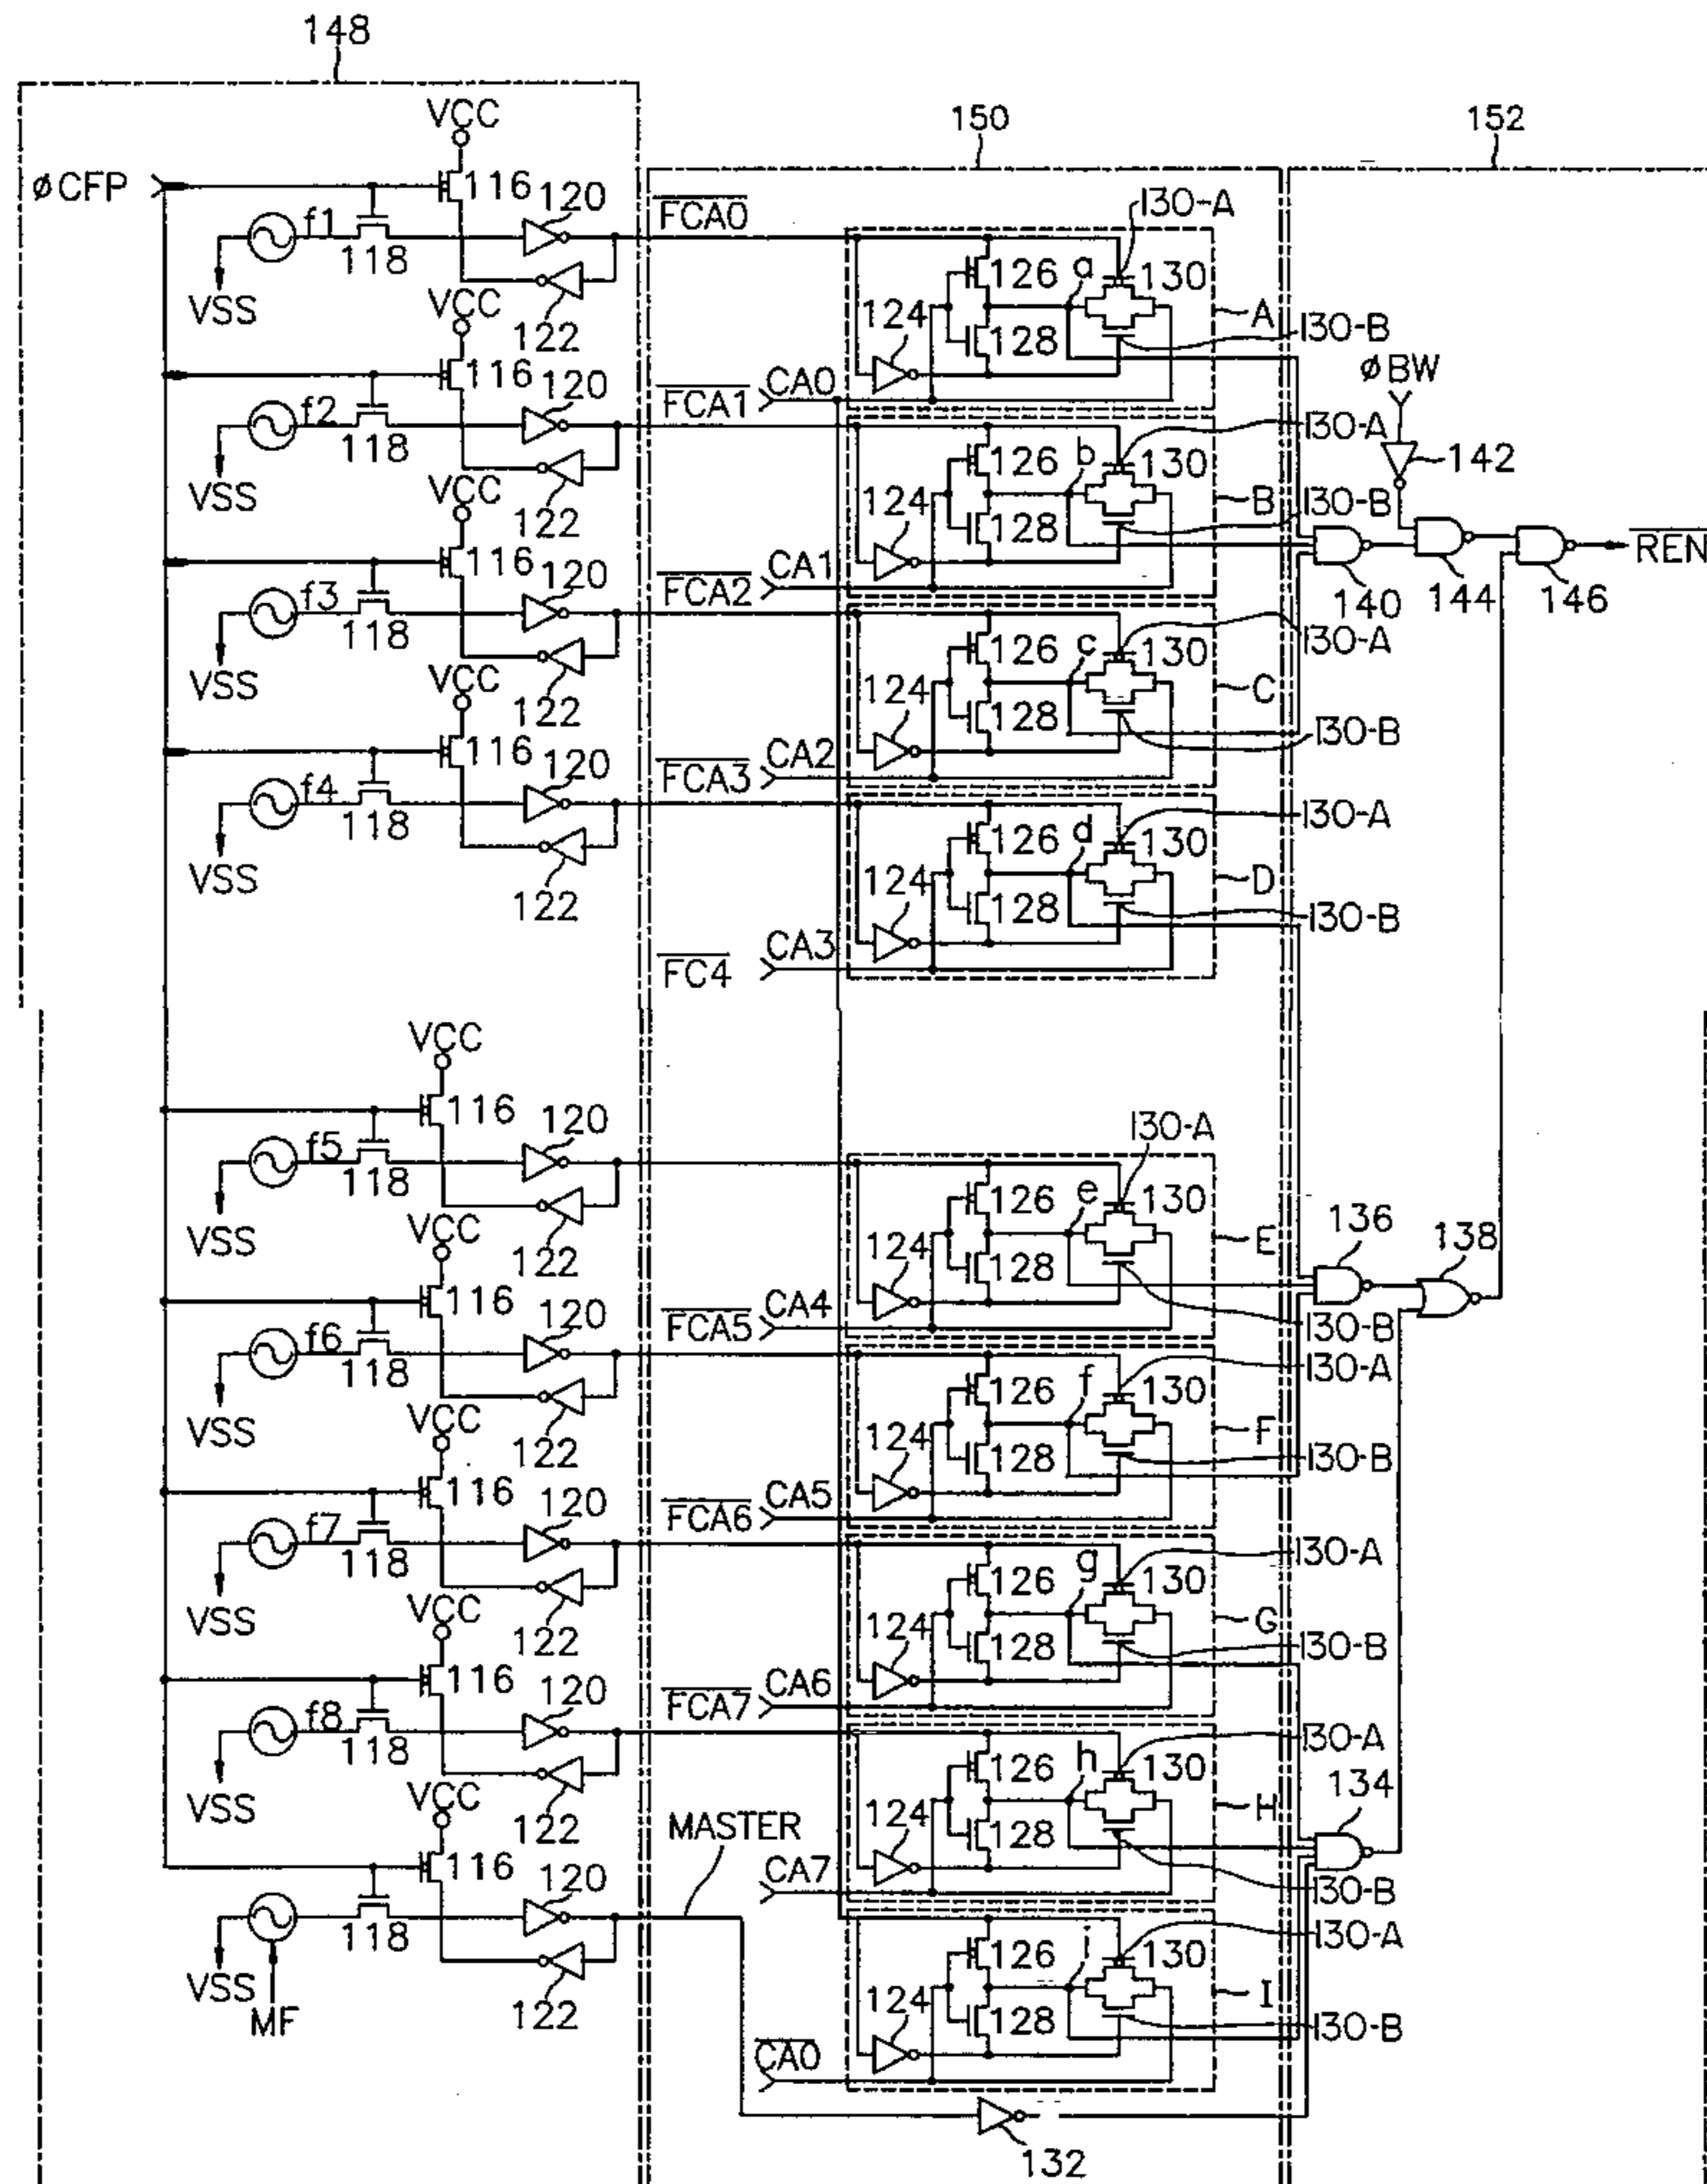 148
VCC
150
152
φCFP
116
120
FCA0
130-A
f1
118
VSS
122
VCC
124
126
a
130
128
A
130-B
φBW
116
120
FCA1
CA0
130-A
f2
118
VSS
122
VCC
124
126
b
130
128
B
130-B
142
REN
140
144
146
116
120
FCA2
CA1
130-A
f3
118
VSS
122
VCC
124
126
c
130
128
C
130-B
116
120
FCA3
CA2
130-A
f4
118
VSS
122
124
126
d
130
128
D
130-B
FC4
CA3
VCC
116
120
130-A
f5
118
VSS
122
VCC
124
126
e
130
128
E
136
138
130-B
116
120
FCA5
CA4
130-A
f6
118
VSS
122
VCC
124
126
f
130
128
F
130-B
116
120
FCA6
CA5
130-A
f7
118
VSS
122
VCC
124
126
g
130
128
G
130-B
116
120
FCA7
CA6
130-A
f8
118
VSS
122
VCC
124
126
h
130
128
H
134
130-B
MASTER
116
120
CA7
130-A
118
VSS
MF
122
124
126
i
130
128
I
130-B
CA0
132